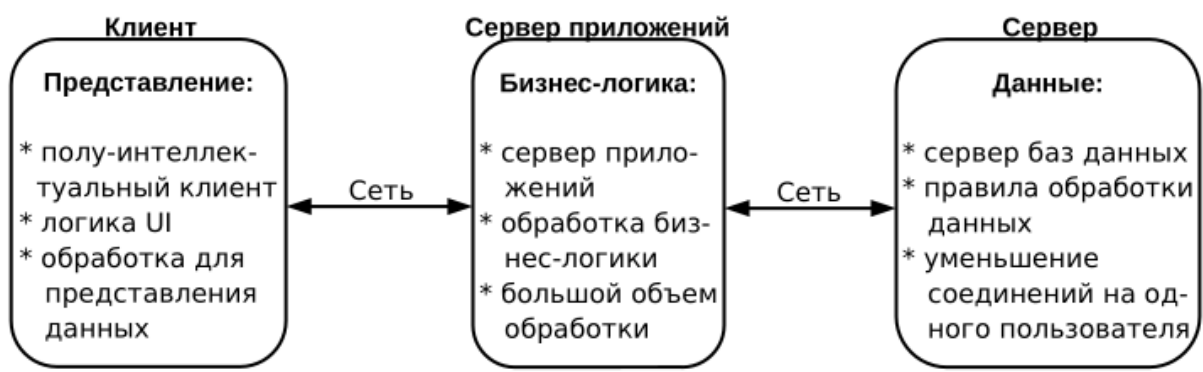 Клиент
Представление:
* полу-интеллек-
туальный клиент
* логика UI
* обработка для
представления
данных
Сеть
Сервер приложений
Бизнес-логика:
* сервер прило-
жений
* обработка биз-
нес-логики
* большой объем
обработки
Сеть
Сервер
Данные:
* сервер баз данных
* правила обработки
данных
* уменьшение
соединений на од-
ного пользователя